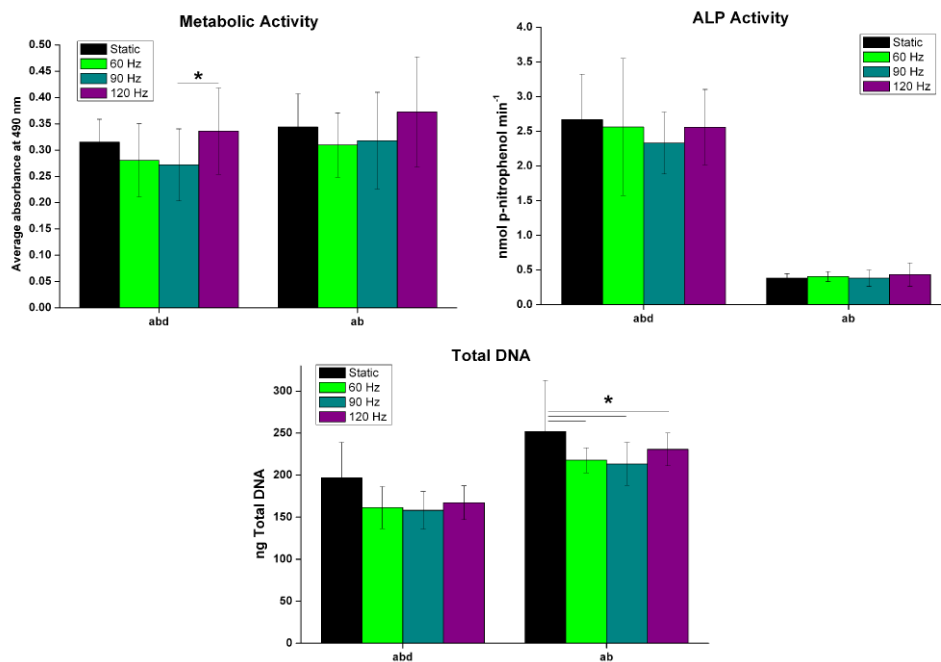 Metabolic Activity
Average absorbance at 490 nm
0.50
0.45
0.40
0.35
0.30
0.25
0.20
0.15
0.10
0.05
0.00
Static
60 Hz
90 Hz
120 Hz
*
abd
ab
ALP Activity
nmol p-nitrophenol min⁻¹
4.0
3.5
3.0
2.5
2.0
1.5
1.0
0.5
0.0
Static
60 Hz
90 Hz
120 Hz
abd
ab
Total DNA
ng Total DNA
250
200
150
100
50
0
Static
60 Hz
90 Hz
120 Hz
*
abd
ab